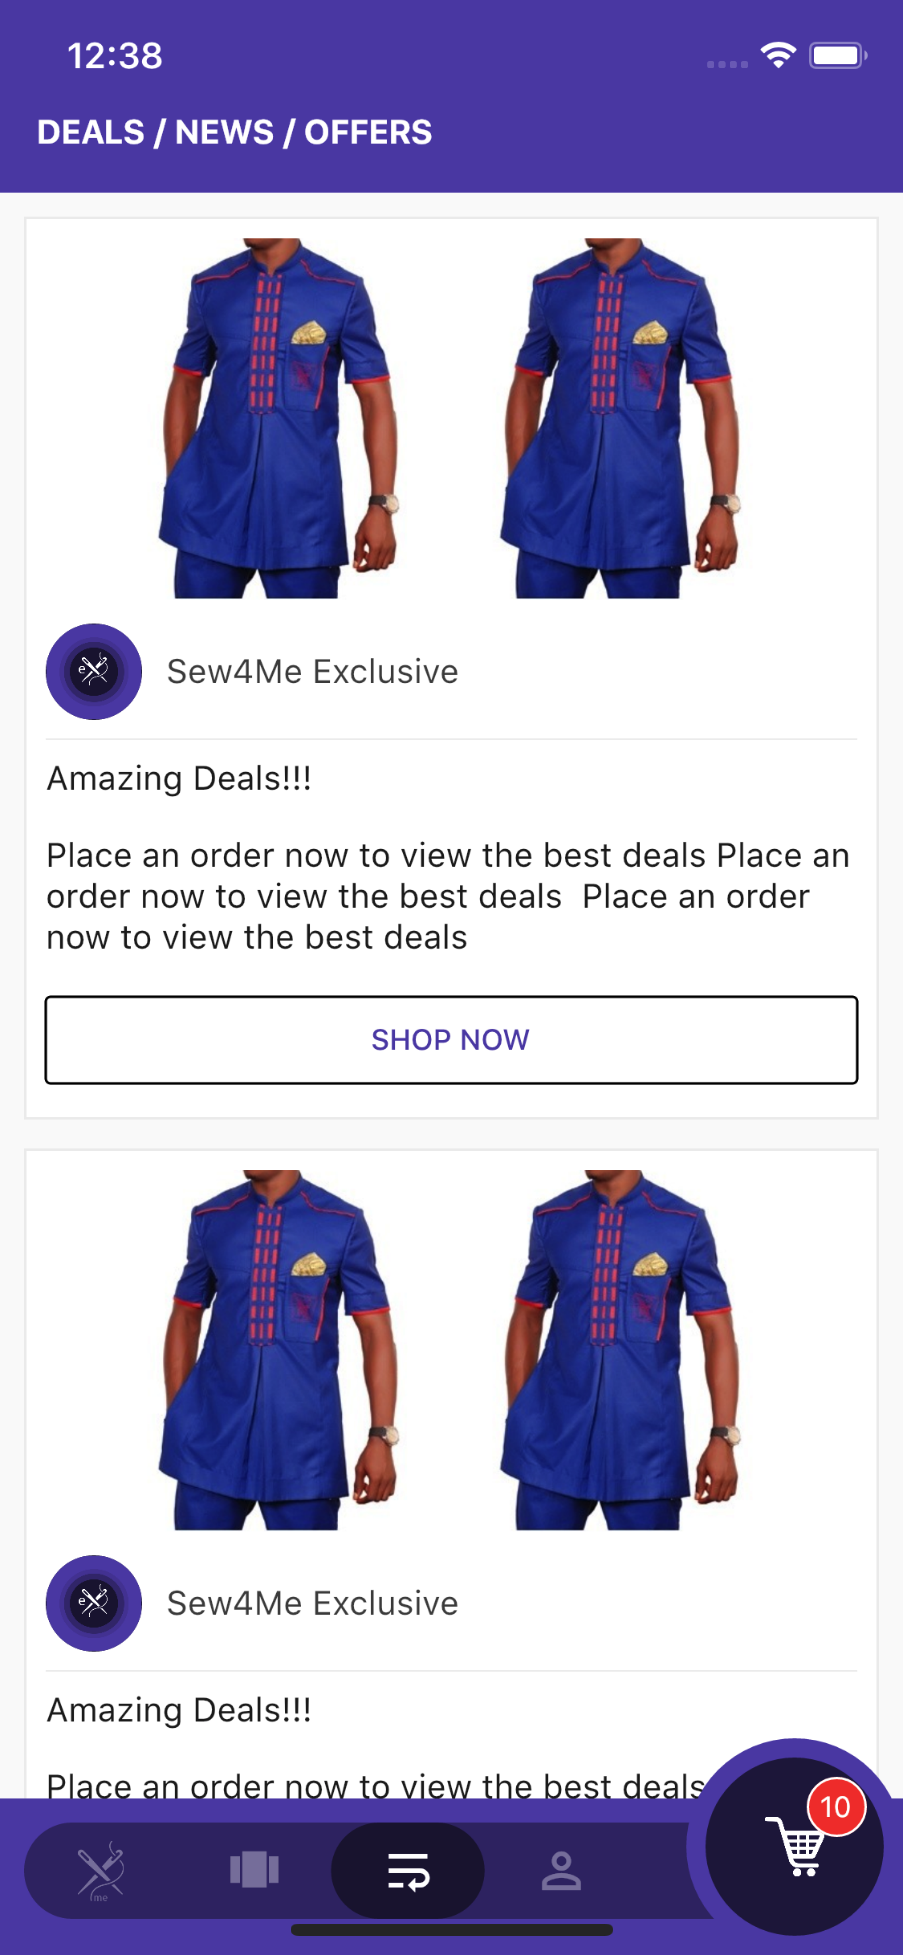 12:38
DEALS / NEWS / OFFERS
Sew4Me Exclusive
Amazing Deals!!!
Place an order now to view the best deals Place an
order now to view the best deals  Place an order
now to view the best deals
SHOP NOW
Sew4Me Exclusive
Amazing Deals!!!
Place an order now to view the best deals
10
me